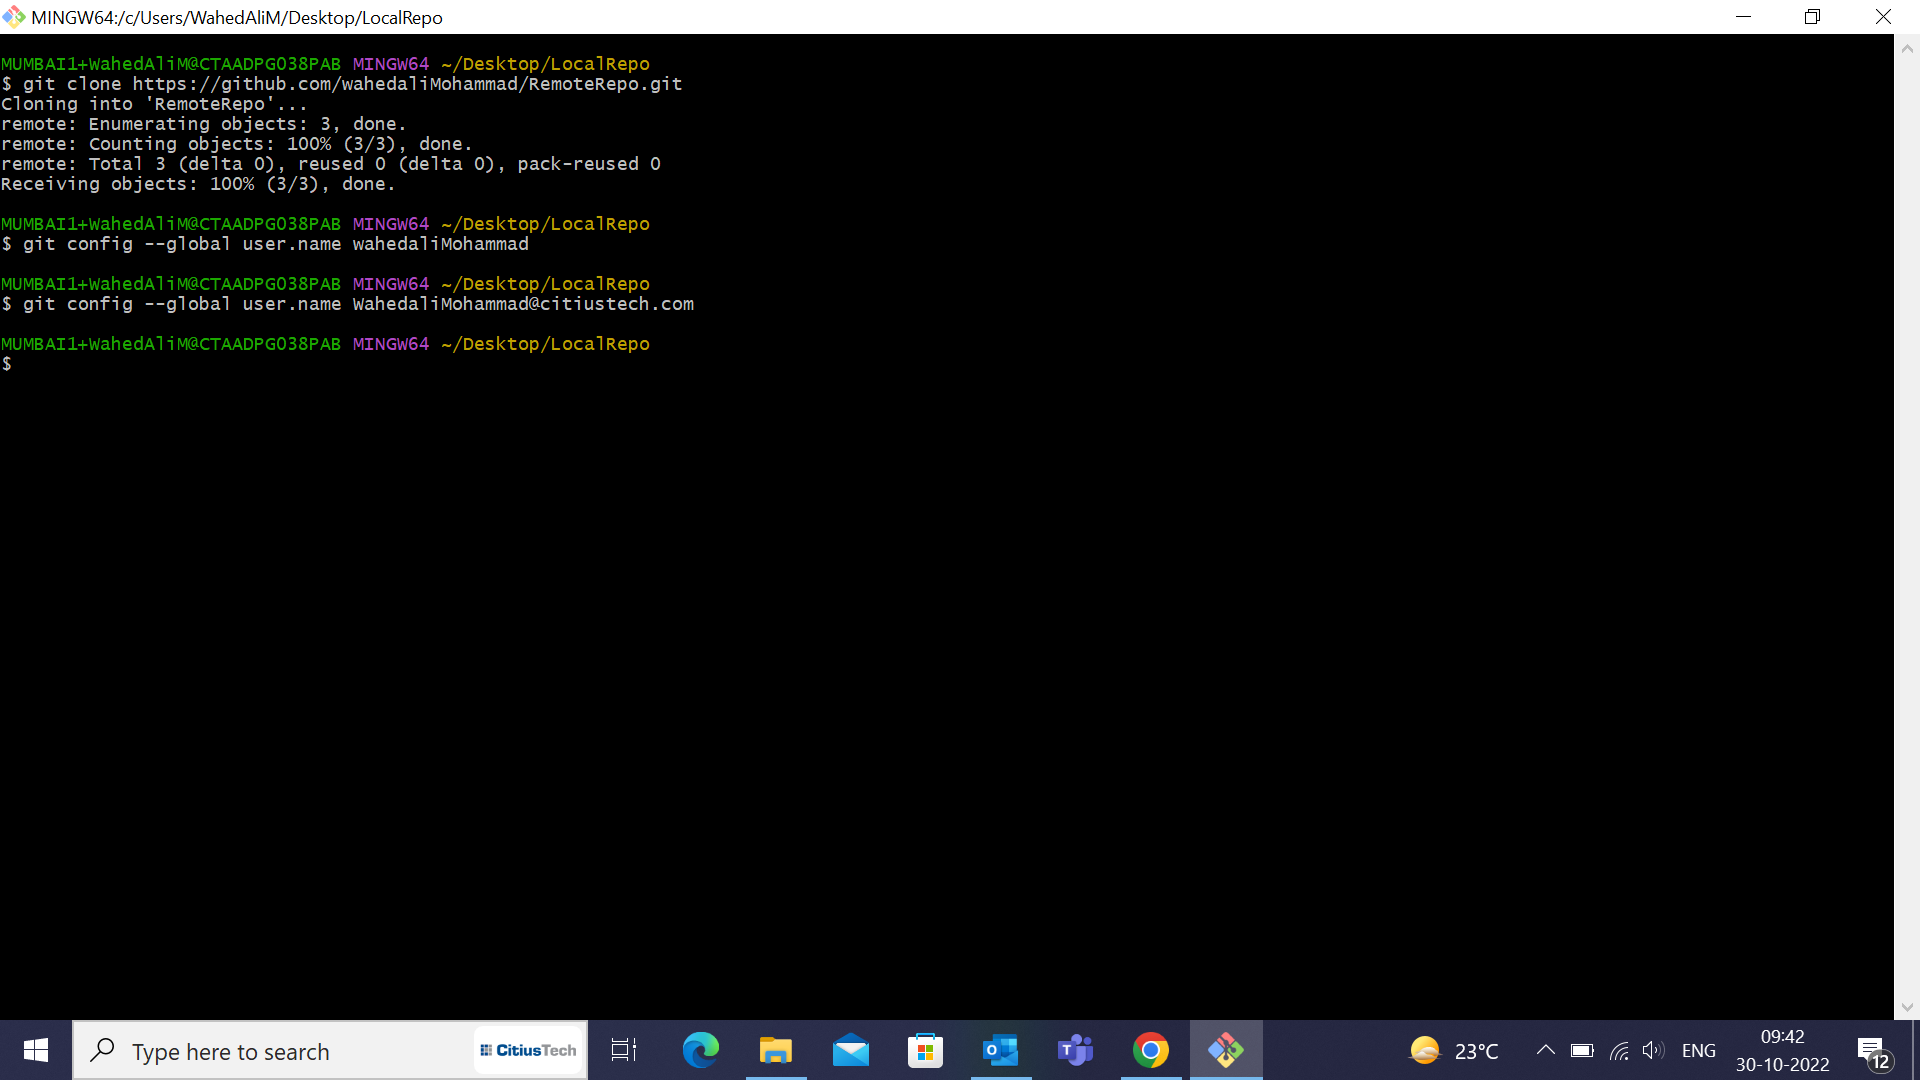 MINGW64:/c/Users/WahedAliM/Desktop/LocalRepo
MUMBAI1+WahedAliM@CTAADPG038PAB MINGW64 ~/Desktop/LocalRepo
$ git clone https://github.com/wahedaliMohammad/RemoteRepo.git
Cloning into 'RemoteRepo'...
remote: Enumerating objects: 3, done.
remote: Counting objects: 100% (3/3), done.
remote: Total 3 (delta 0), reused 0 (delta 0), pack-reused 0
Receiving objects: 100% (3/3), done.
MUMBAI1+WahedAliM@CTAADPG038PAB MINGW64 ~/Desktop/LocalRepo
$ git config --global user.name wahedaliMohammad
MUMBAI1+WahedAliM@CTAADPG038PAB MINGW64 ~/Desktop/LocalRepo
$ git config --global user.name WahedaliMohammad@citiustech.com
MUMBAI1+WahedAliM@CTAADPG038PAB MINGW64 ~/Desktop/LocalRepo
$
Type here to search
CitiusTech
23°C
ENG
09:42
30-10-2022
12